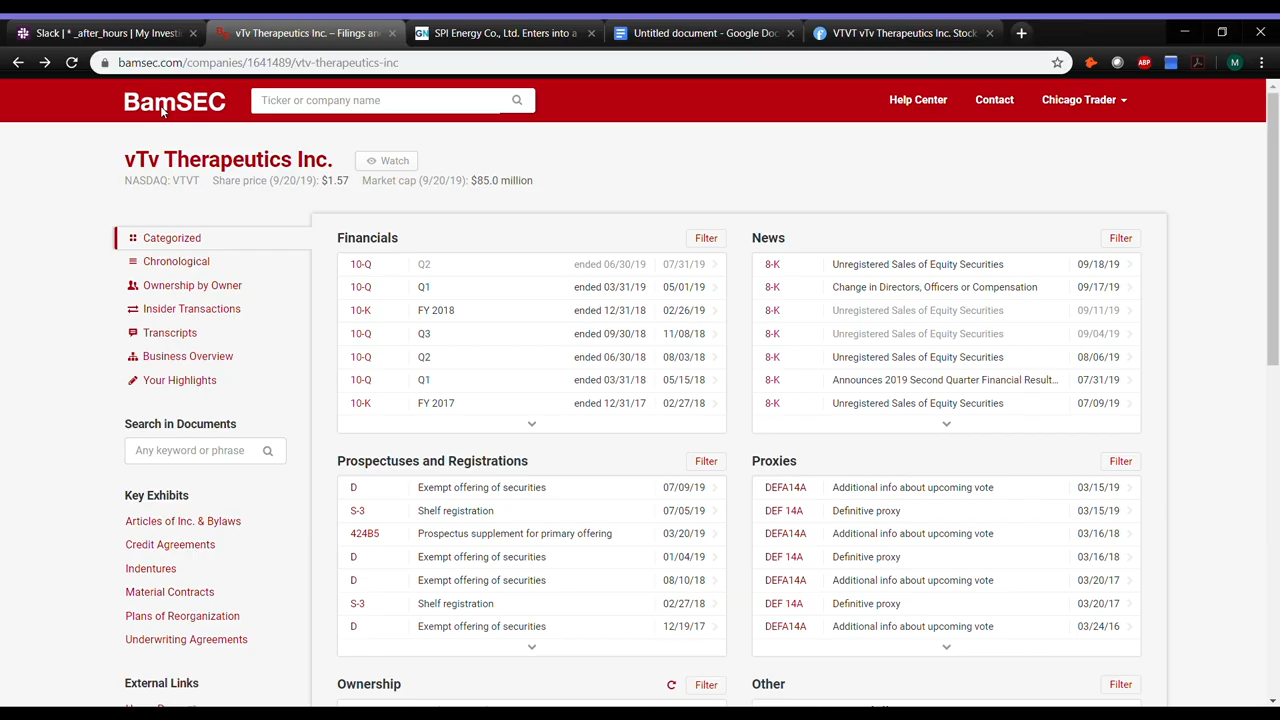 Slack | * _after_hours | My Investi
vTv Therapeutics Inc. – Filings an
GN SPI Energy Co., Ltd. Enters into a
Untitled document - Google Doc
VTVT vTv Therapeutics Inc. Stock
bamsec.com/companies/1641489/vtv-therapeutics-inc
ABP
M
BamSEC
Ticker or company name
Help Center
Contact
Chicago Trader
vTv Therapeutics Inc.
Watch
NASDAQ: VTVT Share price (9/20/19): $1.57 Market cap (9/20/19): $85.0 million
Categorized
Chronological
Ownership by Owner
Insider Transactions
Transcripts
Business Overview
Your Highlights
Search in Documents
Any keyword or phrase
Key Exhibits
Articles of Inc. & Bylaws
Credit Agreements
Indentures
Material Contracts
Plans of Reorganization
Underwriting Agreements
External Links
Financials Filter
10-Q Q2 ended 06/30/19 07/31/19
10-Q Q1 ended 03/31/19 05/01/19
10-K FY 2018 ended 12/31/18 02/26/19
10-Q Q3 ended 09/30/18 11/08/18
10-Q Q2 ended 06/30/18 08/03/18
10-Q Q1 ended 03/31/18 05/15/18
10-K FY 2017 ended 12/31/17 02/27/18
News Filter
8-K Unregistered Sales of Equity Securities 09/18/19
8-K Change in Directors, Officers or Compensation 09/17/19
8-K Unregistered Sales of Equity Securities 09/11/19
8-K Unregistered Sales of Equity Securities 09/04/19
8-K Unregistered Sales of Equity Securities 08/06/19
8-K Announces 2019 Second Quarter Financial Result... 07/31/19
8-K Unregistered Sales of Equity Securities 07/09/19
Prospectuses and Registrations Filter
D Exempt offering of securities 07/09/19
S-3 Shelf registration 07/05/19
424B5 Prospectus supplement for primary offering 03/20/19
D Exempt offering of securities 01/04/19
D Exempt offering of securities 08/10/18
S-3 Shelf registration 02/27/18
D Exempt offering of securities 12/19/17
Proxies Filter
DEFA14A Additional info about upcoming vote 03/15/19
DEF 14A Definitive proxy 03/15/19
DEFA14A Additional info about upcoming vote 03/16/18
DEF 14A Definitive proxy 03/16/18
DEFA14A Additional info about upcoming vote 03/20/17
DEF 14A Definitive proxy 03/20/17
DEFA14A Additional info about upcoming vote 03/24/16
Ownership Filter
Other Filter